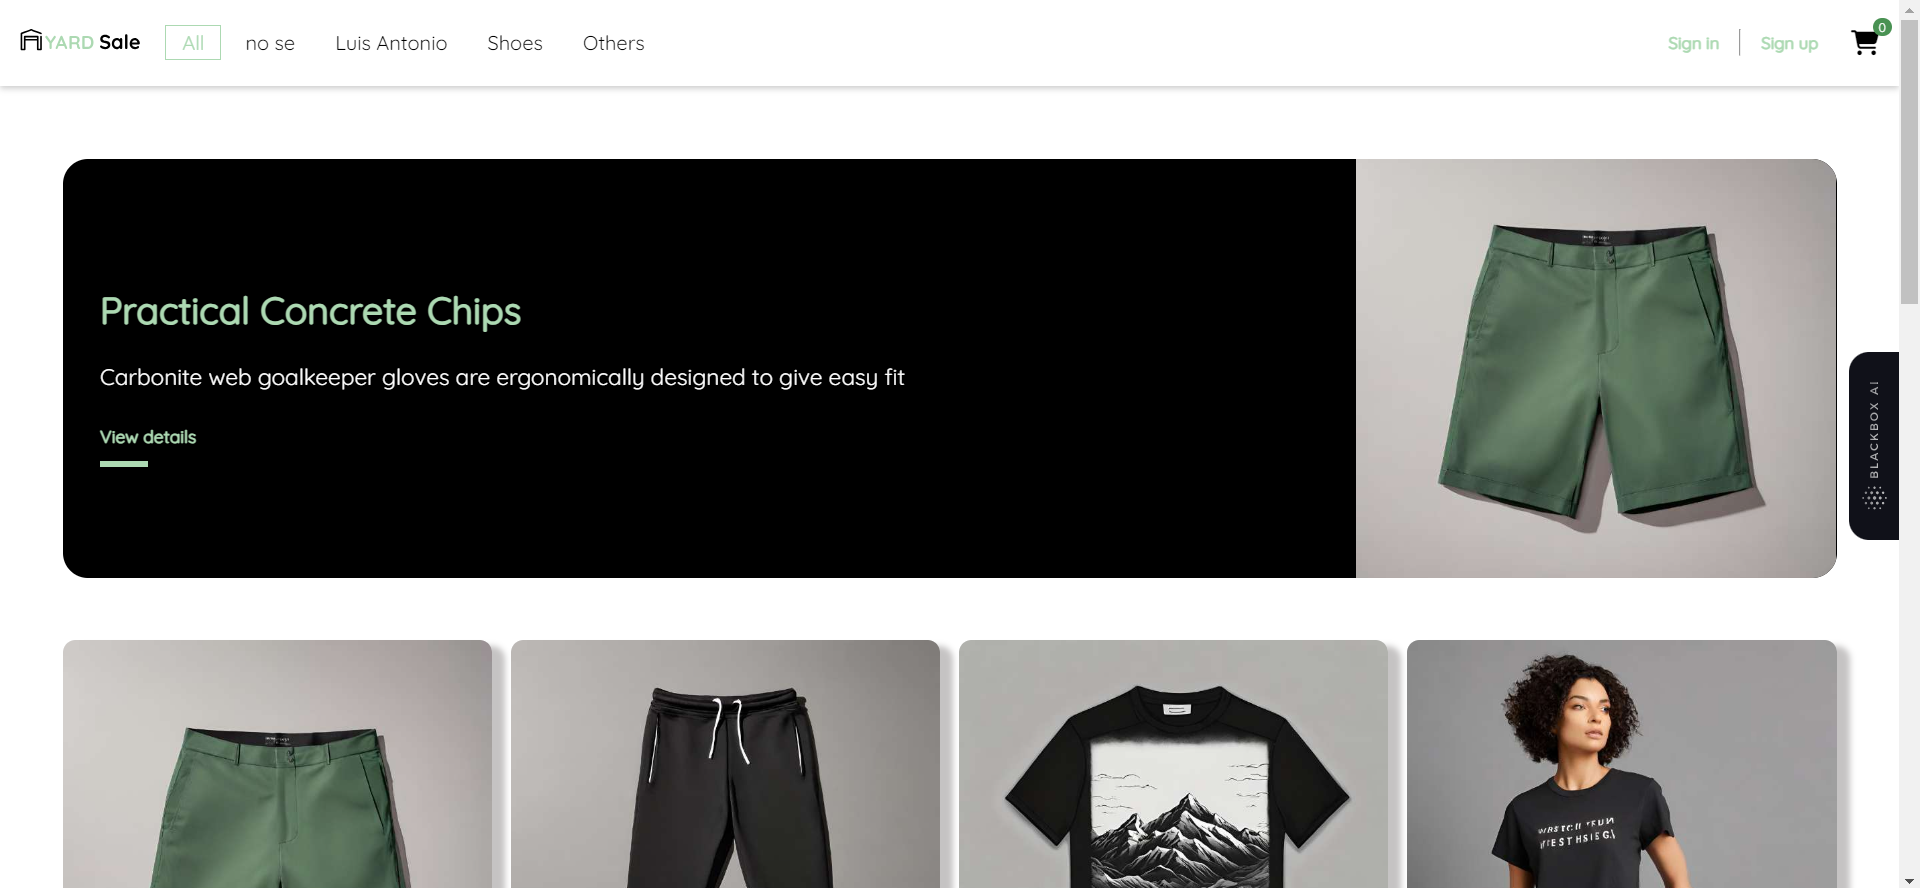 YARD Sale
All
no se
Luis Antonio
Shoes
Others
Sign in
Sign up
0
Practical Concrete Chips
Carbonite web goalkeeper gloves are ergonomically designed to give easy fit
View details
BLACKBOX AI